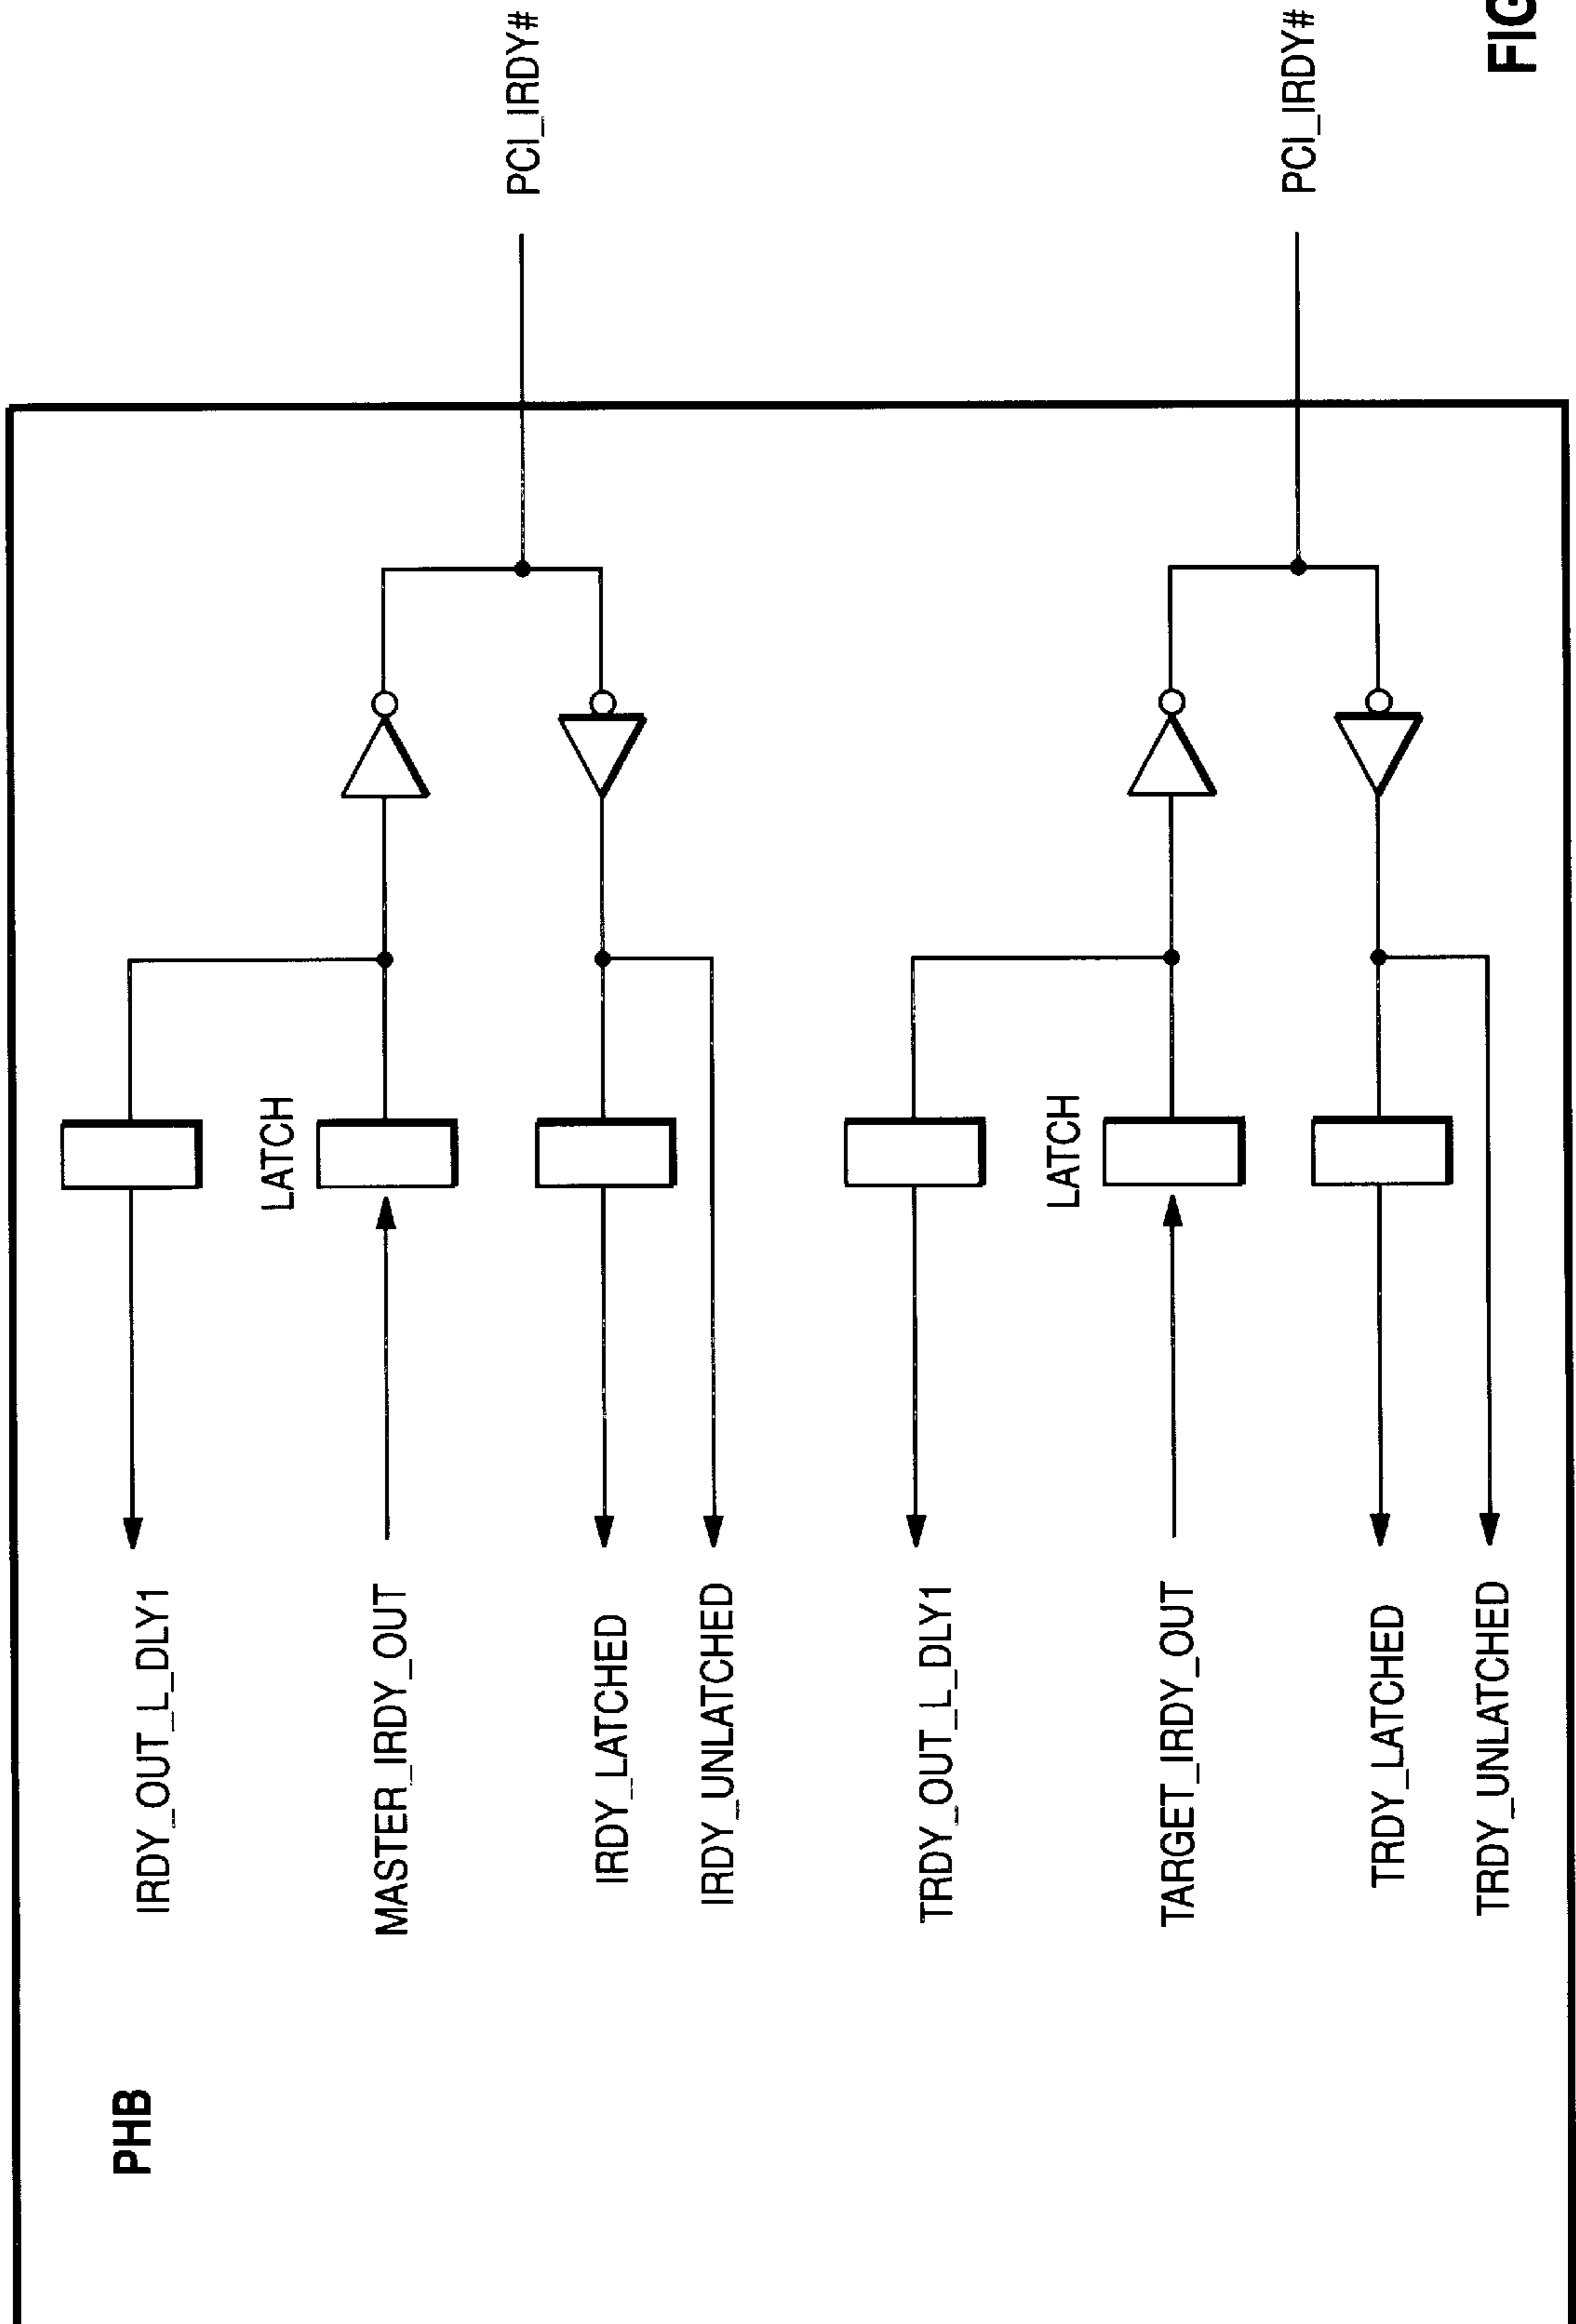 PHB
IRDY_OUT_L_DLY1
LATCH
MASTER_IRDY_OUT
IRDY_LATCHED
IRDY_UNLATCHED
PCI_IRDY#
TRDY_OUT_L_DLY1
LATCH
TARGET_IRDY_OUT
TRDY_LATCHED
TRDY_UNLATCHED
PCI_IRDY#
FIG